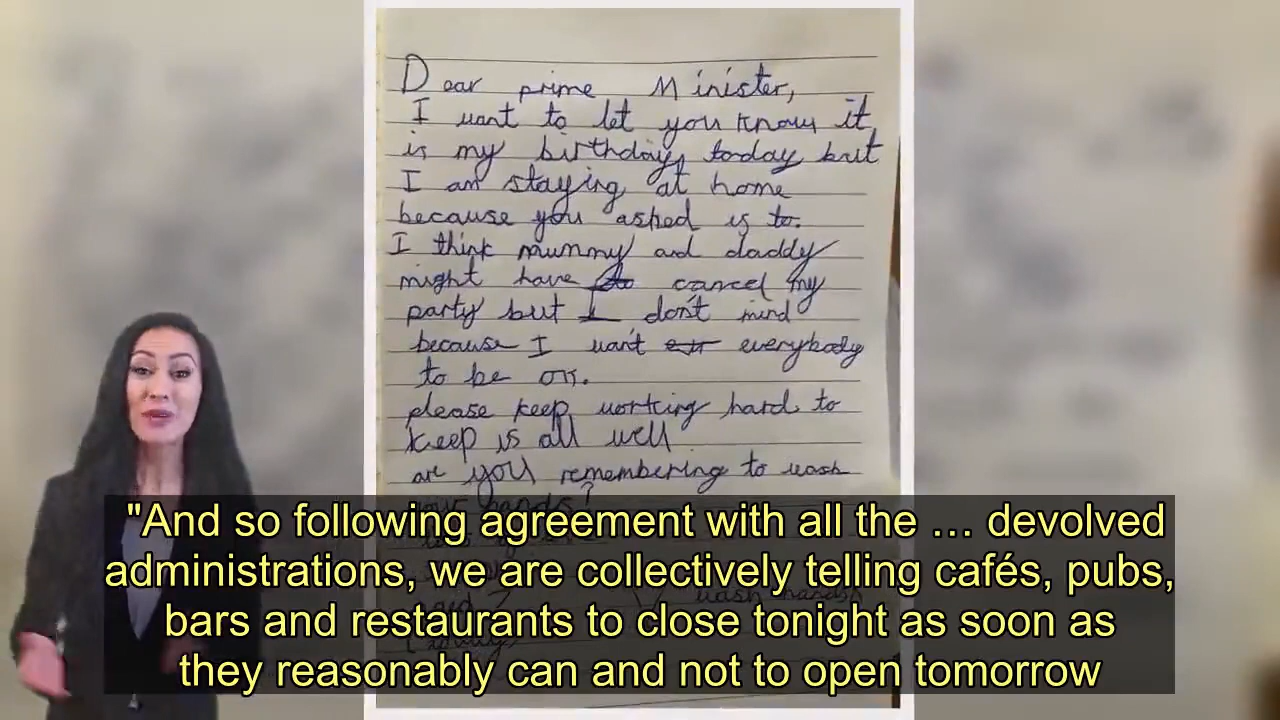 Dear prime Minister,
I want to let you know it
is my birthday today but
I am staying at home
because you asked us to.
I think mummy and daddy
might have to cancel my
party but I don't mind
because I want everybody
to be ok.
please keep working hard to
keep us all well
are you remembering to wash
your hands?
wash hands
"And so following agreement with all the … devolved
administrations, we are collectively telling cafés, pubs,
bars and restaurants to close tonight as soon as
they reasonably can and not to open tomorrow